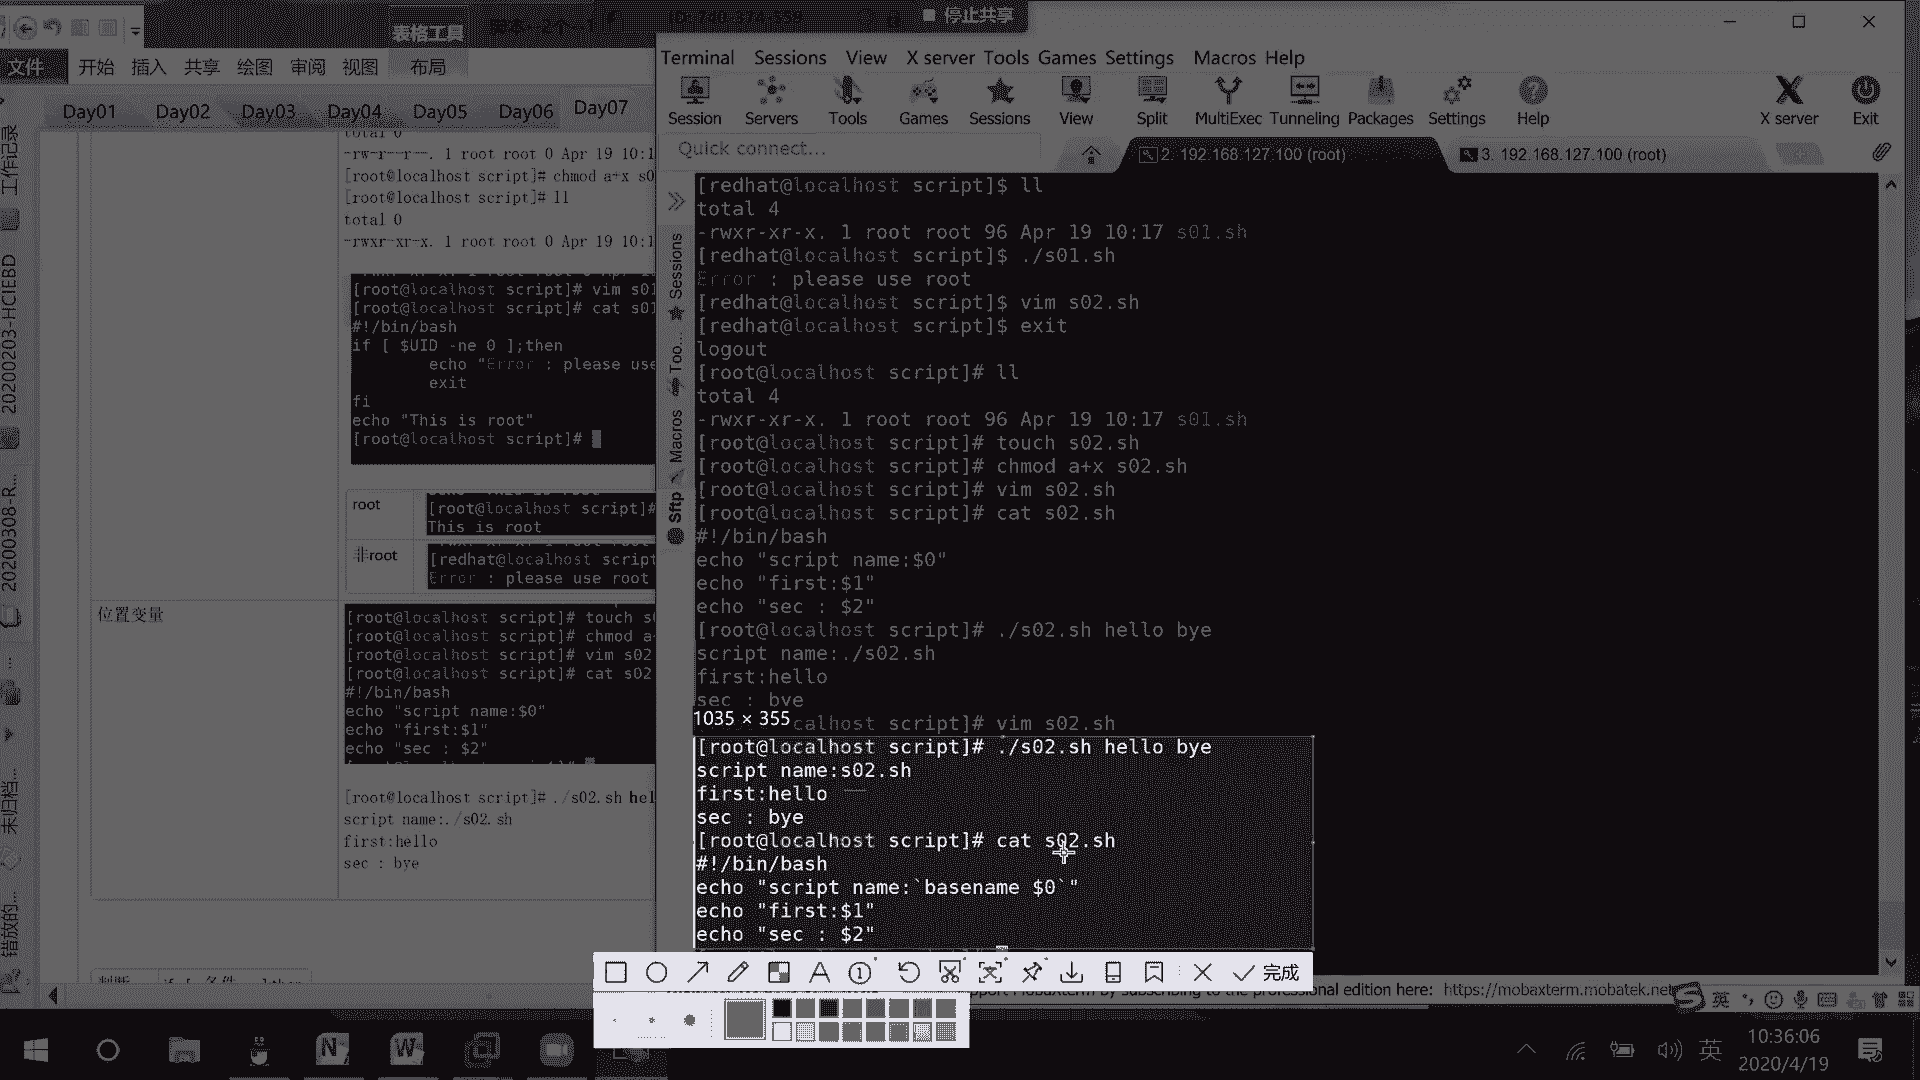 停止共享
表格工具
文件 开始 插入 共享 绘图 审阅 视图 布局
Day01 Day02 Day03 Day04 Day05 Day06 Day07
工作记录
20200203-HCIEBD
20200308-R...
...
未归档...
错放的...
total 0
-rw-r--r--. 1 root root 0 Apr 19 10:1
[root@localhost script]# chmod a+x s0
[root@localhost script]# ll
total 0
-rwxr-xr-x. 1 root root 0 Apr 19 10:1
[root@localhost script]# vim s01
[root@localhost script]# cat s01
#!/bin/bash
if [ $UID -ne 0 ];then
echo "Error : please use
exit
fi
echo "This is root"
[root@localhost script]#
root
[root@localhost script]#
This is root
非root
[redhat@localhost script
Error : please use root
位置变量
[root@localhost script]# touch s
[root@localhost script]# chmod a
[root@localhost script]# vim s02
[root@localhost script]# cat s02
#!/bin/bash
echo "script name:$0"
echo "first:$1"
echo "sec : $2"
[root@localhost script]# ./s02.sh hel
script name:./s02.sh
first:hello
sec : bye
Terminal Sessions View X server Tools Games Settings Macros Help
Session Servers Tools Games Sessions View Split MultiExec Tunneling Packages Settings Help X server Exit
Quick connect...
2. 192.168.127.100 (root)
3. 192.168.127.100 (root)
Sessions
Too...
Macros
Sftp
[redhat@localhost script]$ ll
total 4
-rwxr-xr-x. 1 root root 96 Apr 19 10:17 s01.sh
[redhat@localhost script]$ ./s01.sh
Error : please use root
[redhat@localhost script]$ vim s02.sh
[redhat@localhost script]$ exit
logout
[root@localhost script]# ll
total 4
-rwxr-xr-x. 1 root root 96 Apr 19 10:17 s01.sh
[root@localhost script]# touch s02.sh
[root@localhost script]# chmod a+x s02.sh
[root@localhost script]# vim s02.sh
[root@localhost script]# cat s02.sh
#!/bin/bash
echo "script name:$0"
echo "first:$1"
echo "sec : $2"
[root@localhost script]# ./s02.sh hello bye
script name:./s02.sh
first:hello
sec : bye
1035 × 355
calhost script]# vim s02.sh
[root@localhost script]# ./s02.sh hello bye
script name:s02.sh
first:hello
sec : bye
[root@localhost script]# cat s02.sh
#!/bin/bash
echo "script name:`basename $0`"
echo "first:$1"
echo "sec : $2"
完成
pport MobaXterm by subscribing to the professional edition here: https://mobaxterm.mobatek.net
英
英
10:36:06
2020/4/19